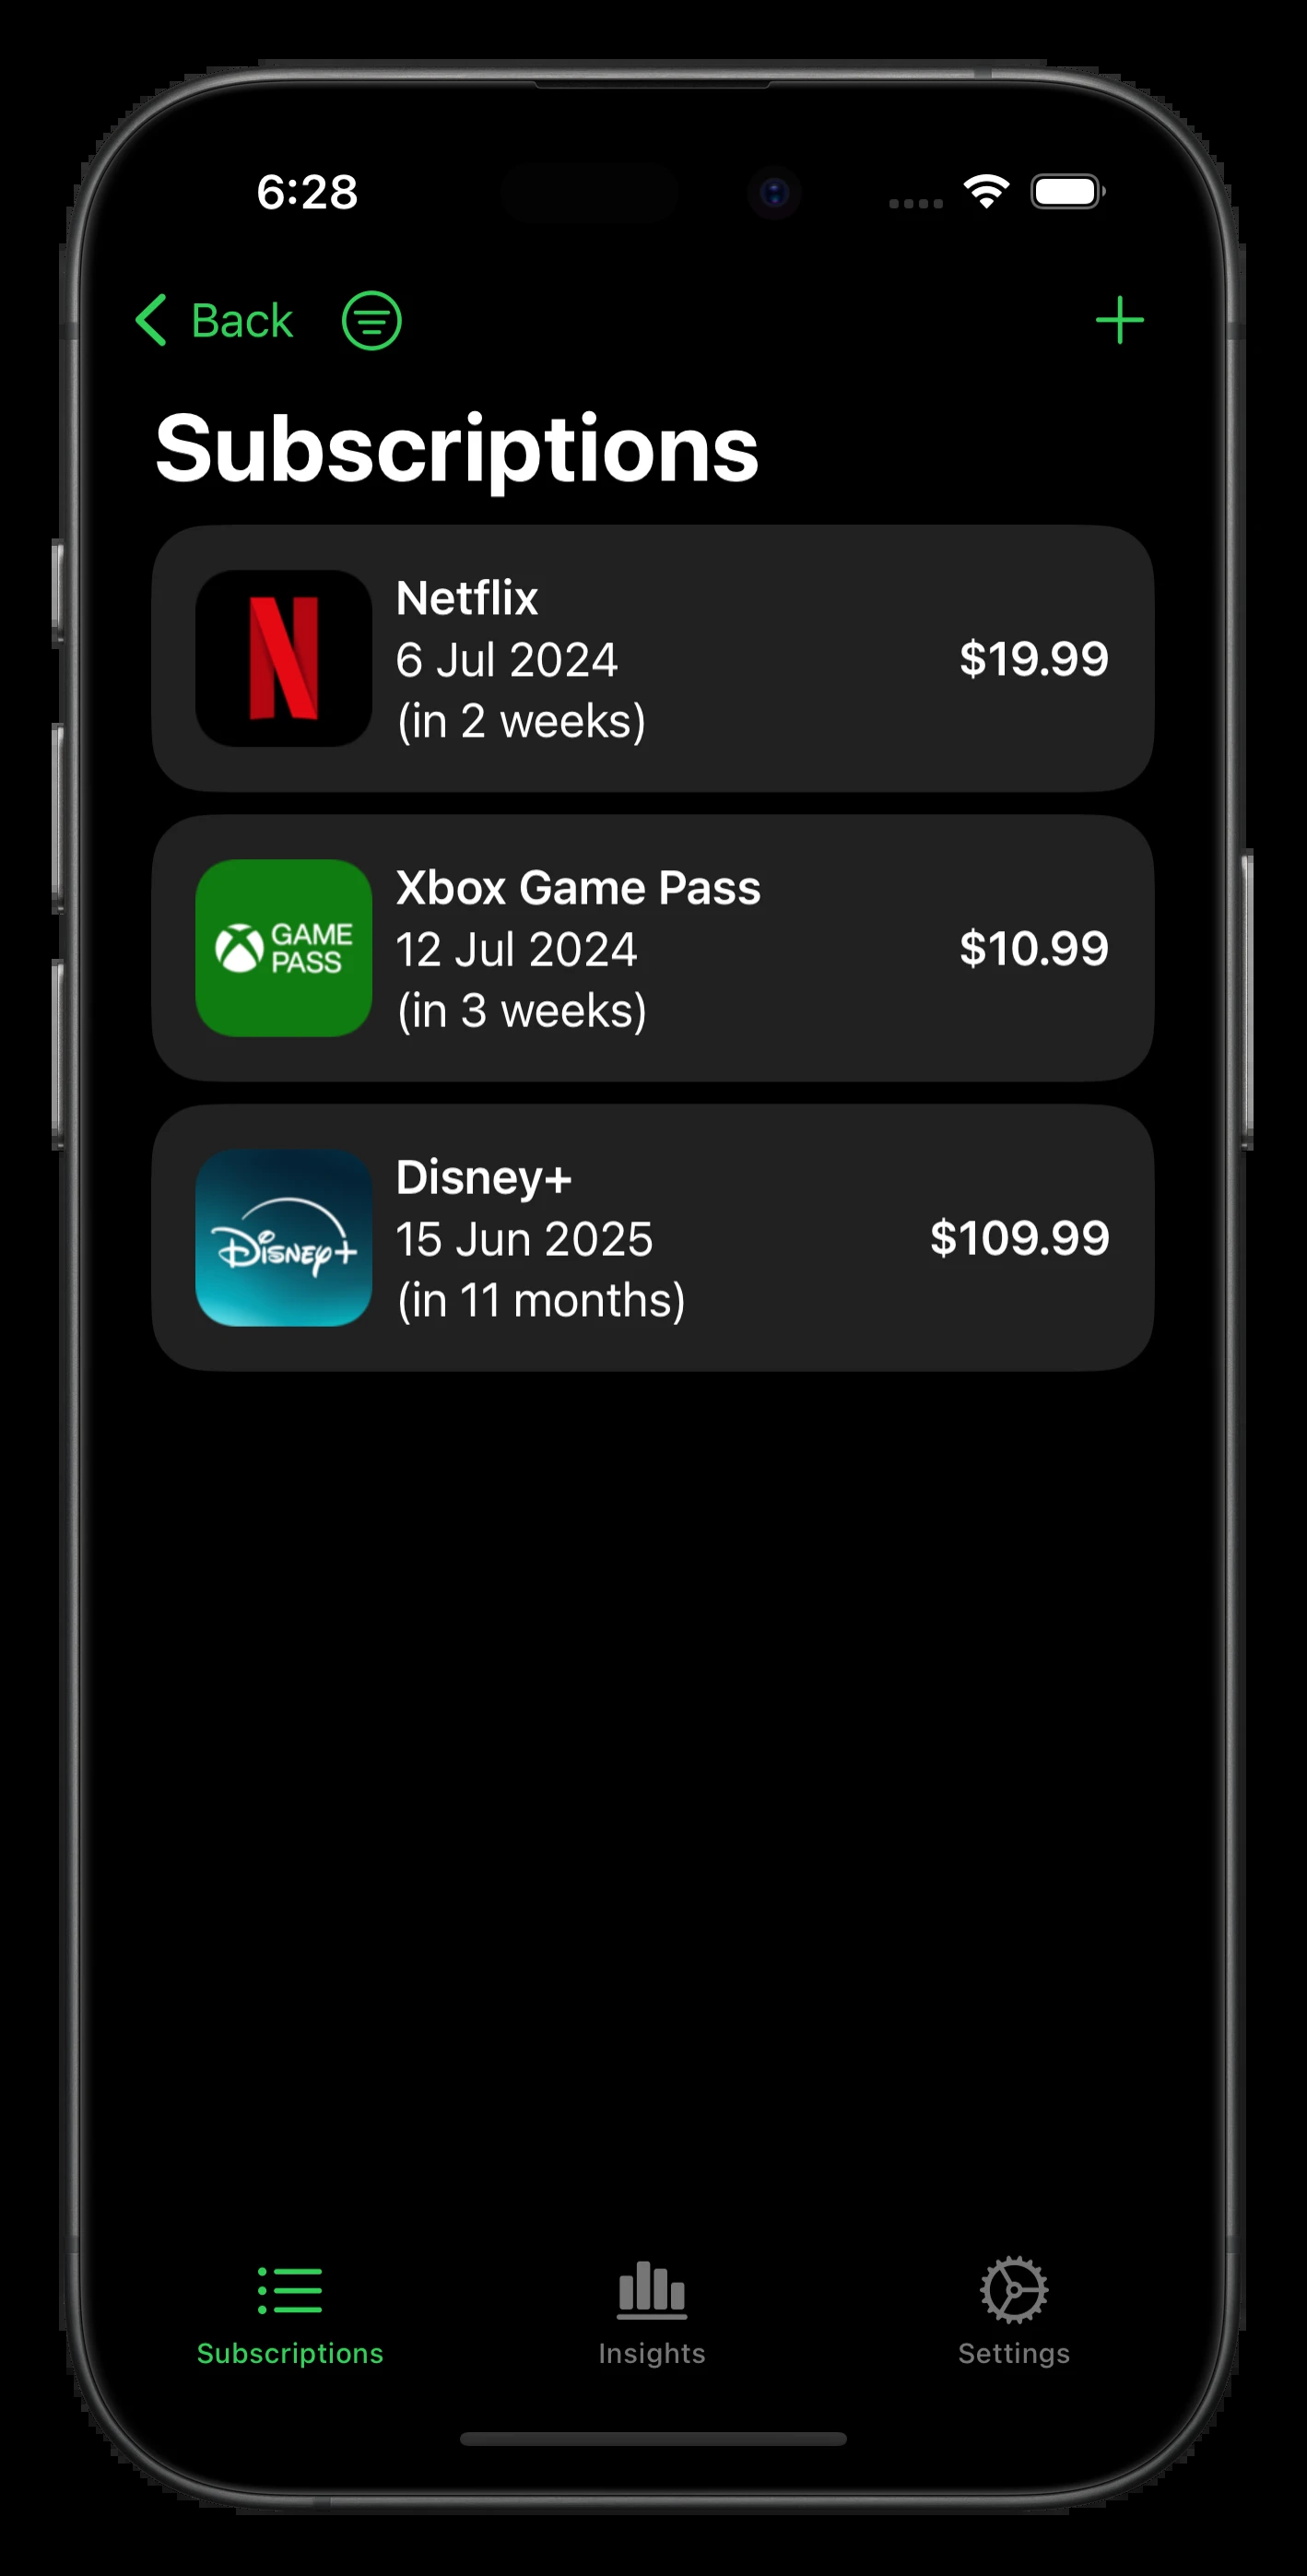 6:28
Back
Subscriptions
Netflix
6 Jul 2024
(in 2 weeks)
$19.99
GAME
PASS
Xbox Game Pass
12 Jul 2024
(in 3 weeks)
$10.99
Disney+
Disney+
15 Jun 2025
(in 11 months)
$109.99
Subscriptions
Insights
Settings